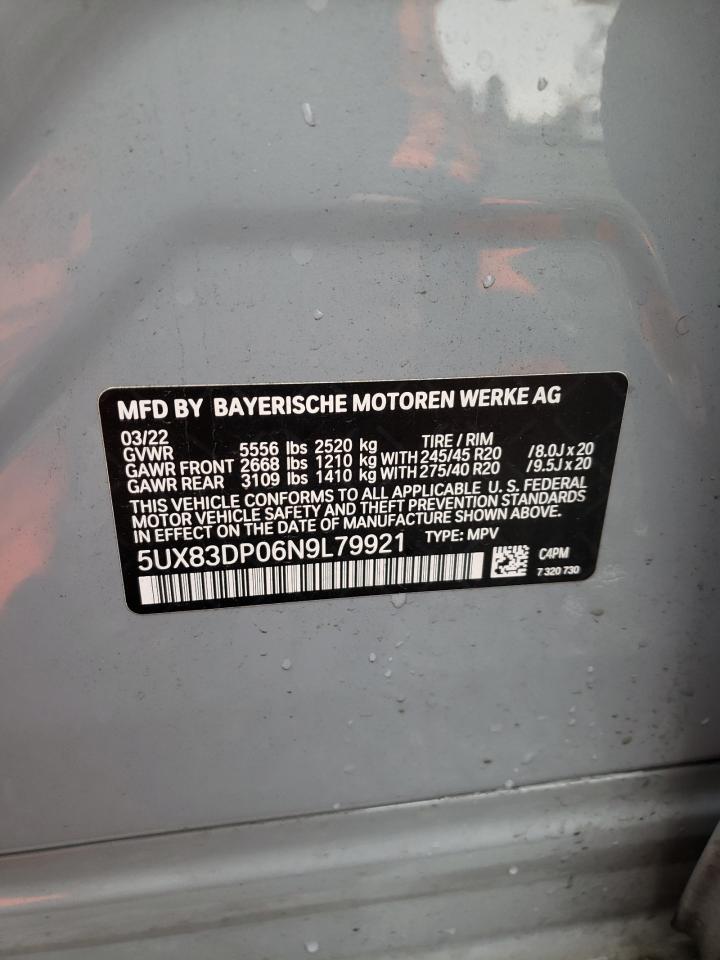 MFD BY BAYERISCHE MOTOREN WERKE AG
03/22 TIRE / RIM
GVWR 5556 lbs 2520 kg
GAWR FRONT 2668 lbs 1210 kg WITH 245/45 R20 /8.0J x 20
GAWR REAR 3109 lbs 1410 kg WITH 275/40 R20 /9.5J x 20
THIS VEHICLE CONFORMS TO ALL APPLICABLE U. S. FEDERAL
MOTOR VEHICLE SAFETY AND THEFT PREVENTION STANDARDS
IN EFFECT ON THE DATE OF MANUFACTURE SHOWN ABOVE.
5UX83DP06N9L79921 TYPE: MPV
C4PM
7 320 730